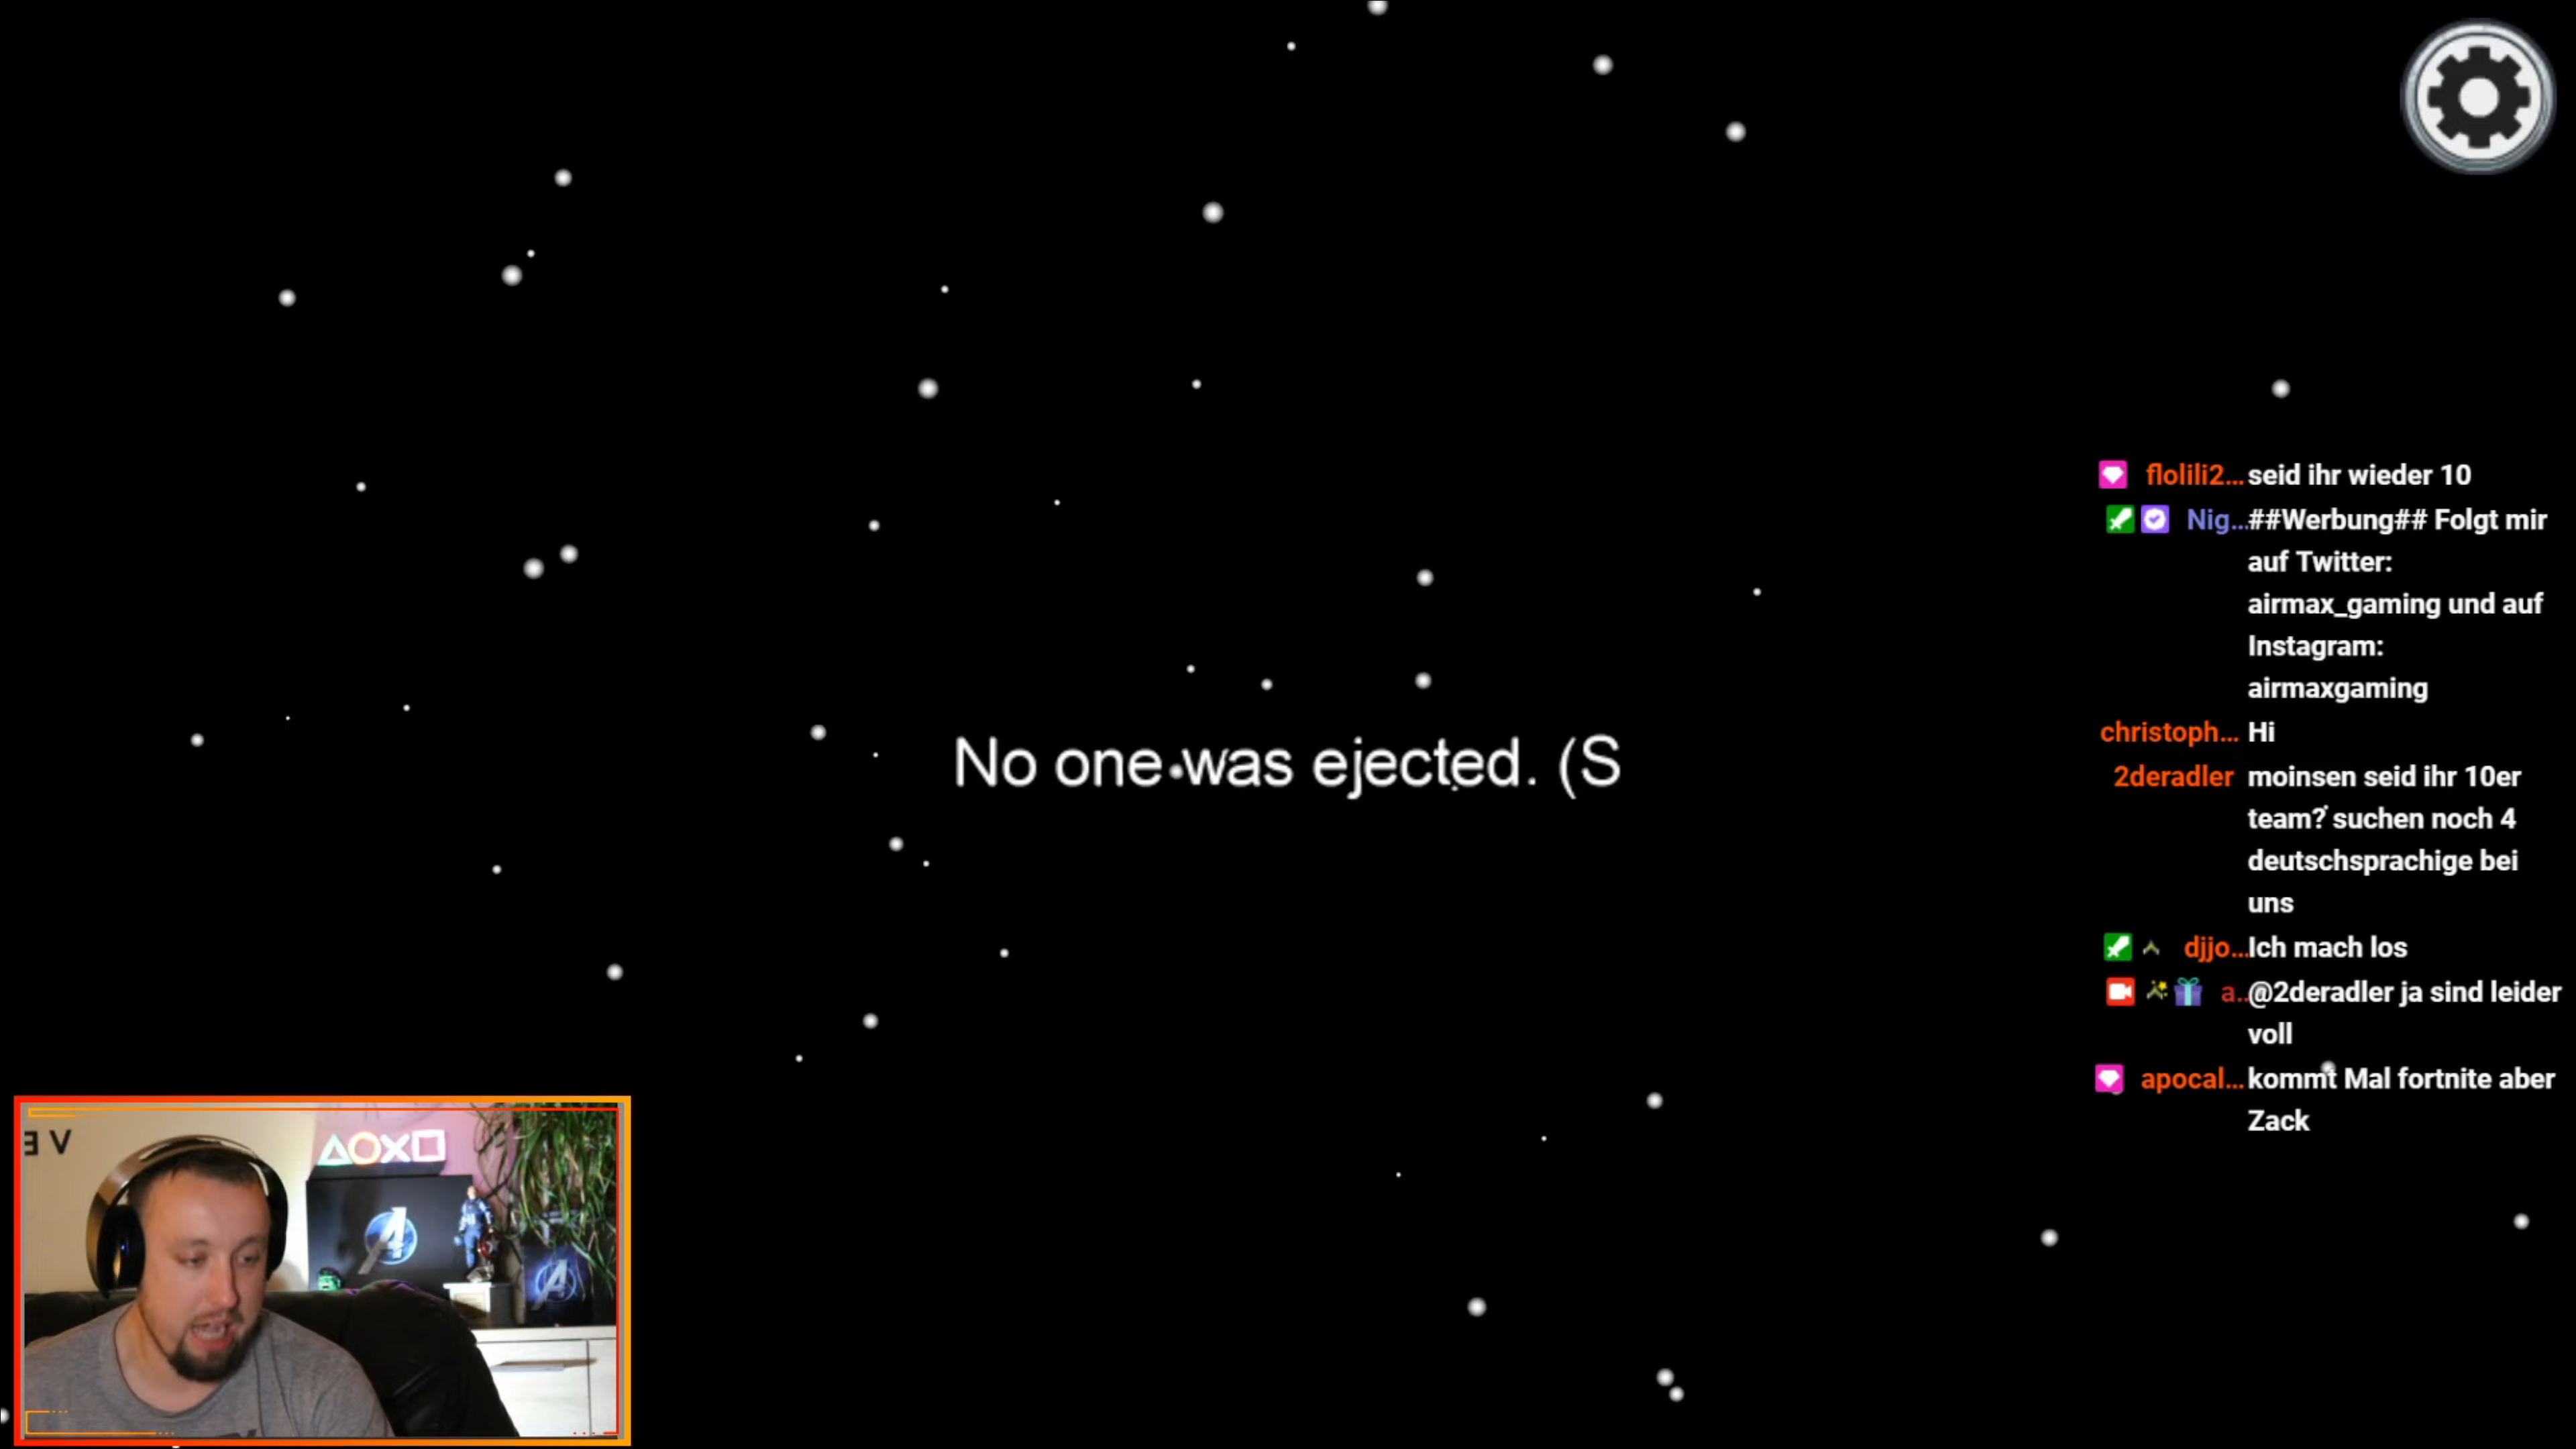 No one was ejected. (S
flolili2... seid ihr wieder 10
Nig... ##Werbung## Folgt mir
auf Twitter:
airmax_gaming und auf
Instagram:
airmaxgaming
christoph... Hi
2deradler moinsen seid ihr 10er
team? suchen noch 4
deutschsprachige bei
uns
djjo... Ich mach los
a.. @2deradler ja sind leider
voll
apocal... kommt Mal fortnite aber
Zack